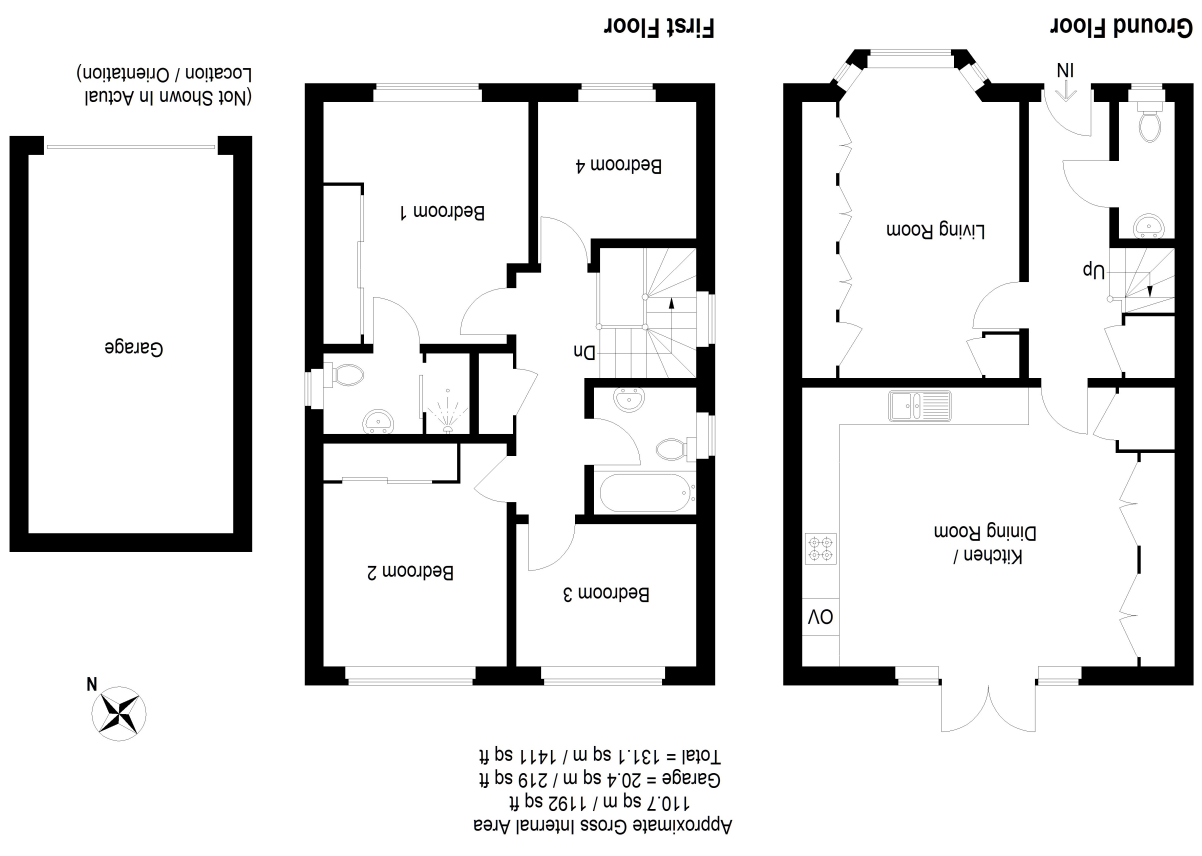 Approximate Gross Internal Area
110.7 sq m / 1192 sq ft
Garage = 20.4 sq m / 219 sq ft
Total = 131.1 sq m / 1411 sq ft
N
Kitchen /
Dining Room
OV
Living Room
Up
IN
Ground Floor
Bedroom 3
Bedroom 2
Dn
Bedroom 1
Bedroom 4
First Floor
Garage
(Not Shown In Actual
Location / Orientation)